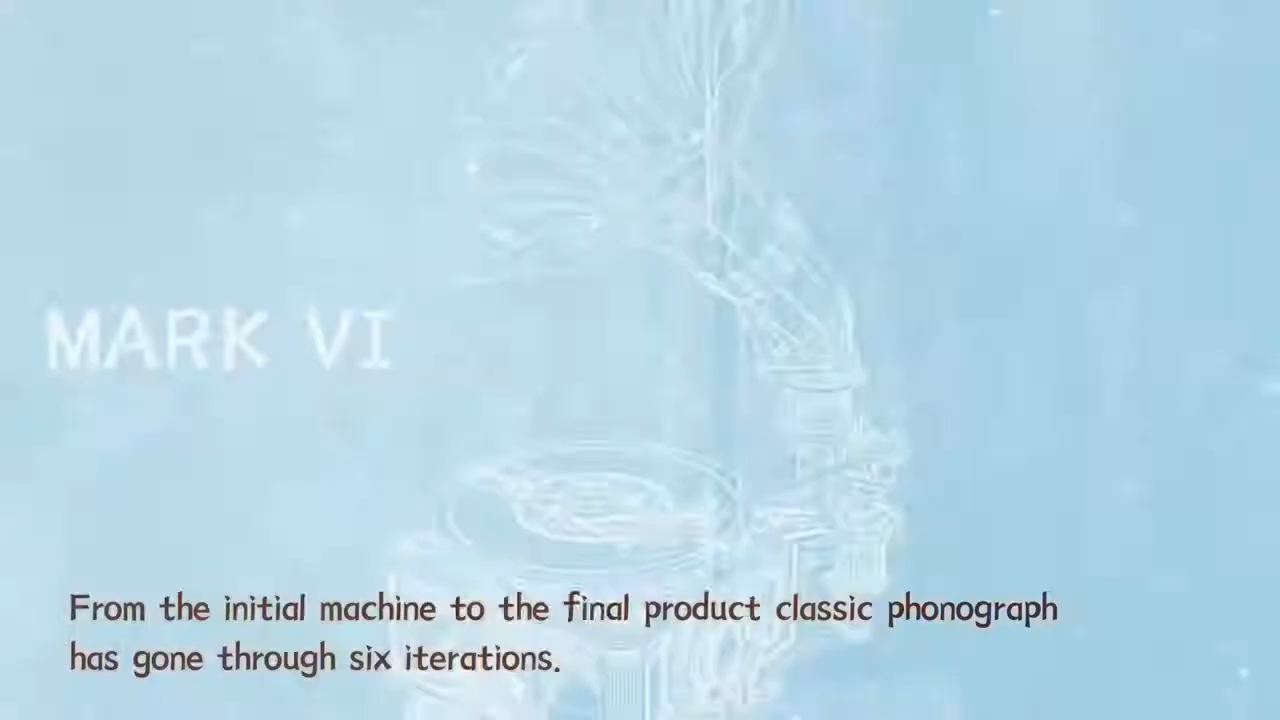 MARK VI
From the initial machine to the final product classic phonograph
has gone through six iterations.